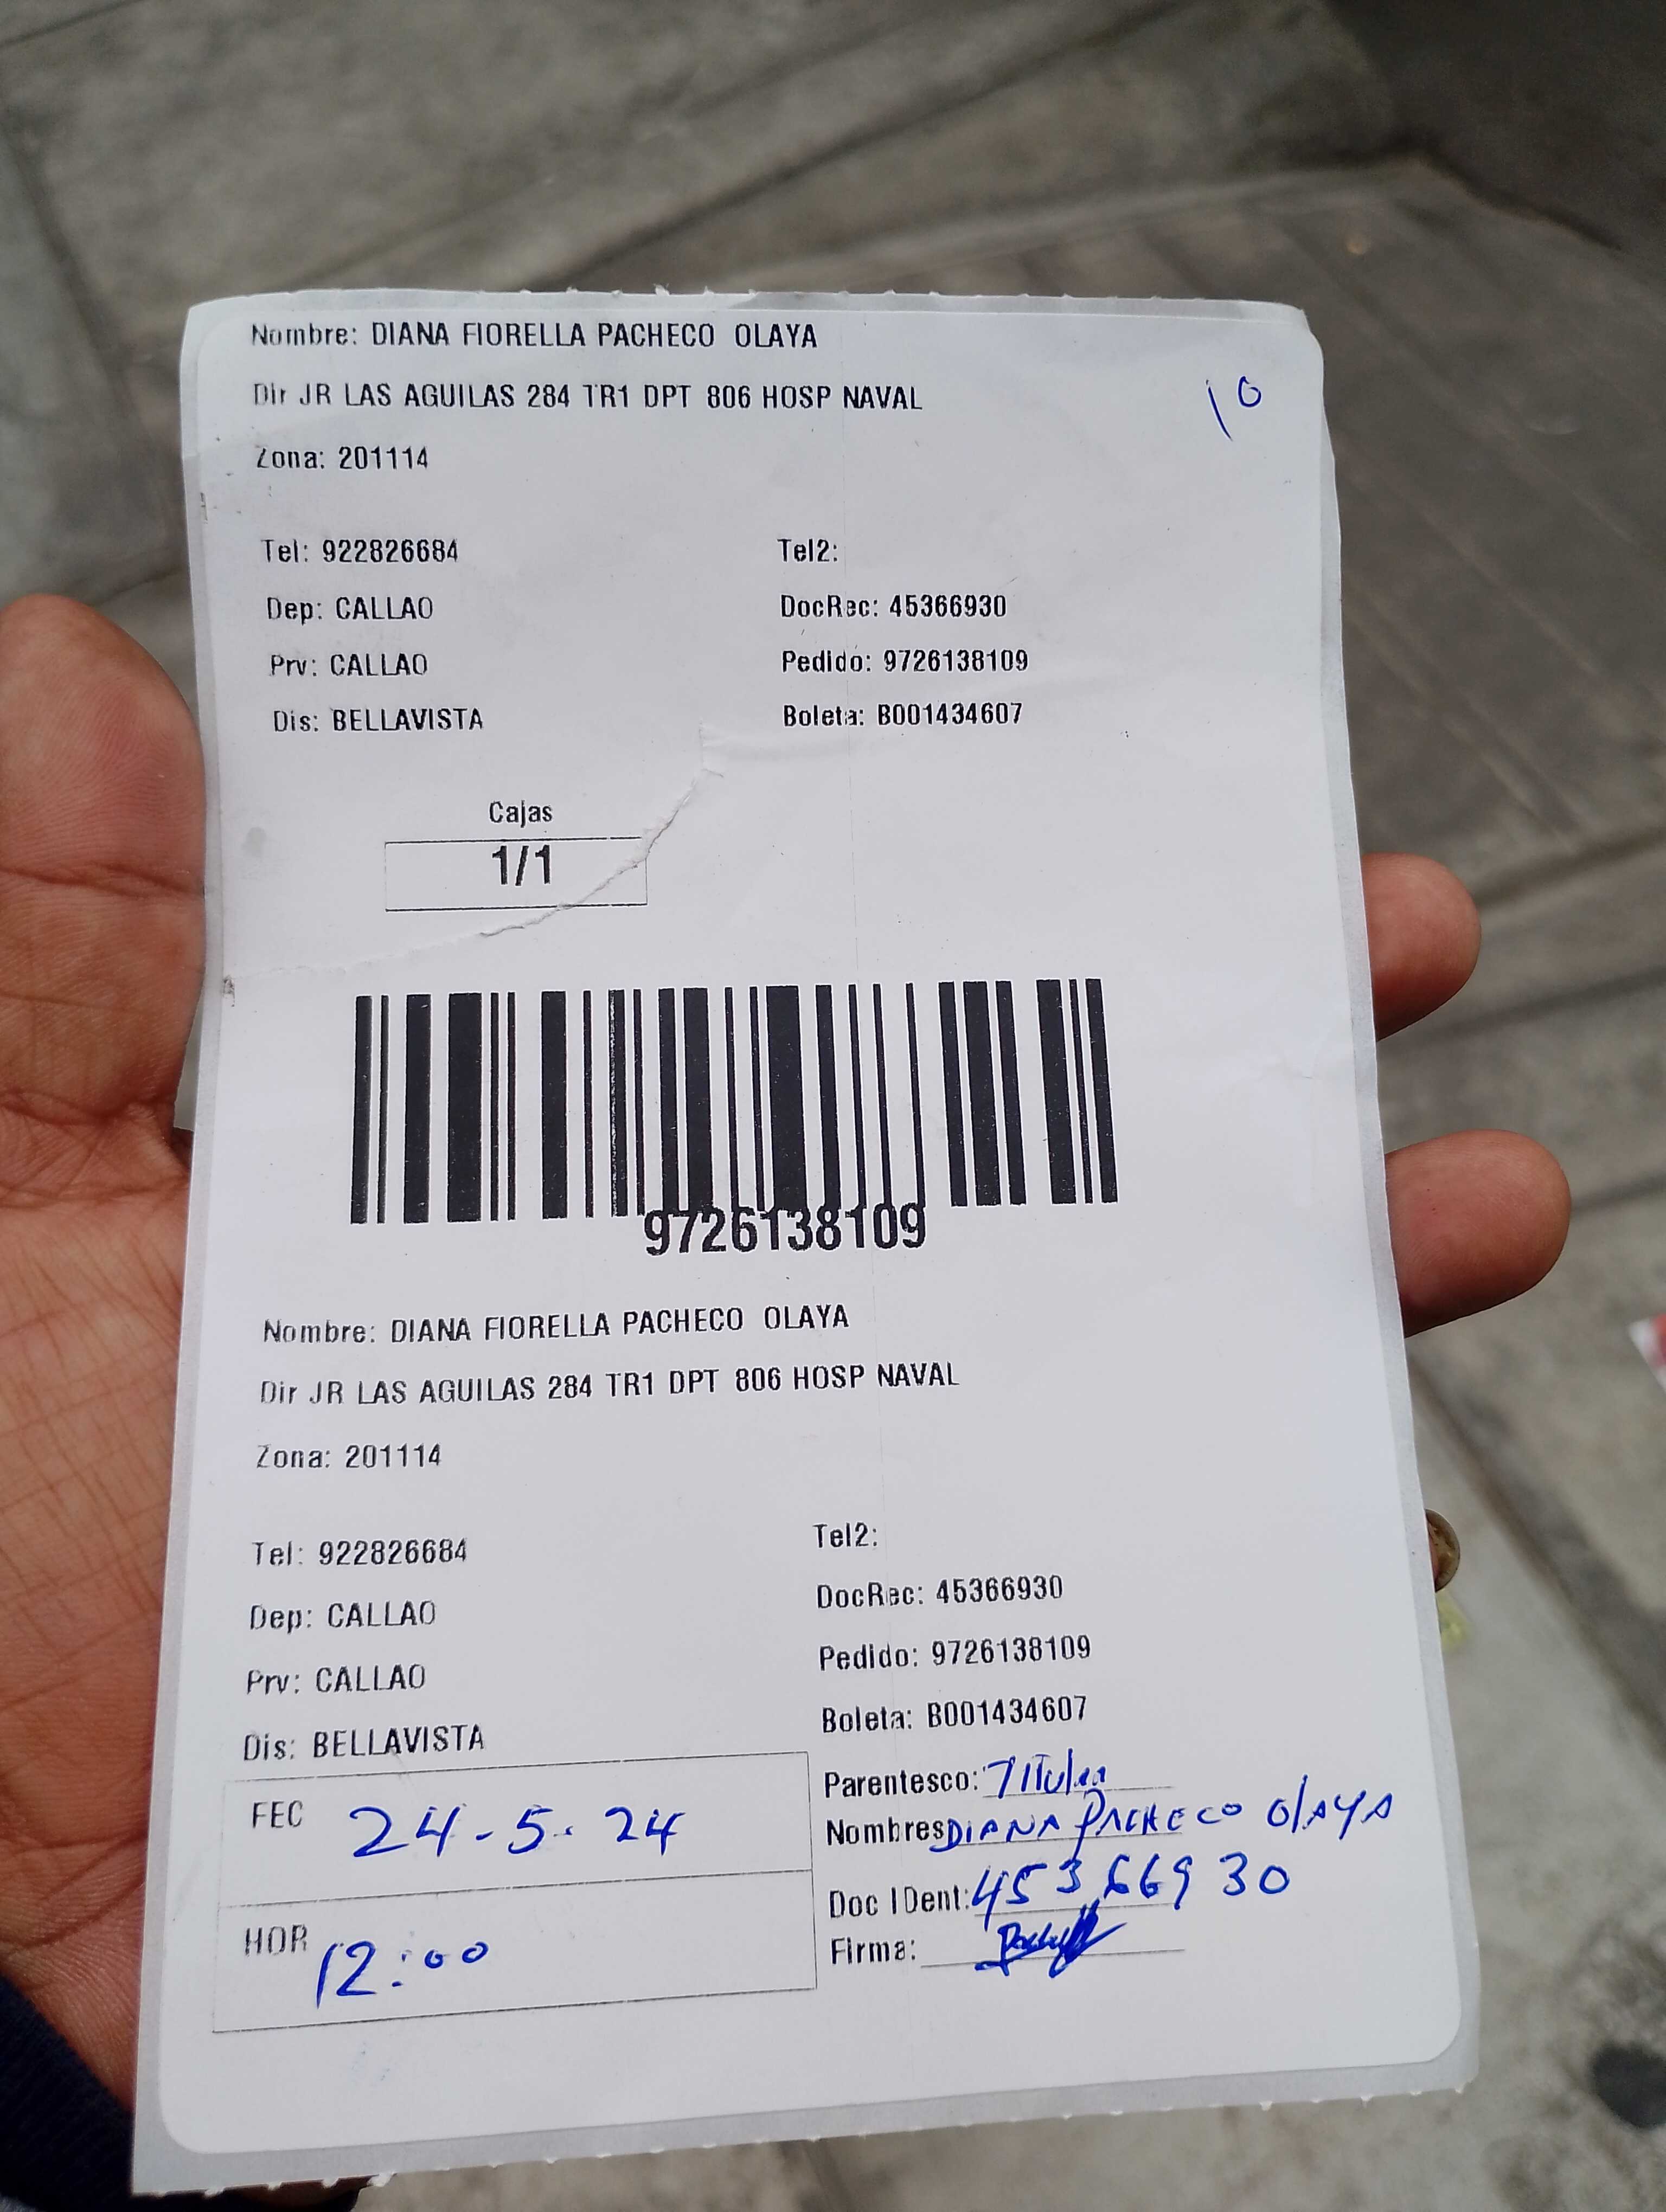 Nombre: DIANA FIORELLA PACHECO OLAYA
Dir JR LAS AGUILAS 284 TR1 DPT 806 HOSP NAVAL
10
Zona: 201114
Tel: 922826684 Tel2:
Dep: CALLAO DocRec: 45366930
Prv: CALLAO Pedido: 9726138109
Dis: BELLAVISTA Boleta: B001434607
Cajas
1/1
9726138109
Nombre: DIANA FIORELLA PACHECO OLAYA
Dir JR LAS AGUILAS 284 TR1 DPT 806 HOSP NAVAL
Zona: 201114
Tel: 922826684 Tel2:
Dep: CALLAO DocRec: 45366930
Prv: CALLAO Pedido: 9726138109
Dis: BELLAVISTA Boleta: B001434607
FEC 24-5-24
HOR 12:00
Parentesco: Titular
Nombres DIANA PACHECO OLAYA
Doc IDent: 45366930
Firma: